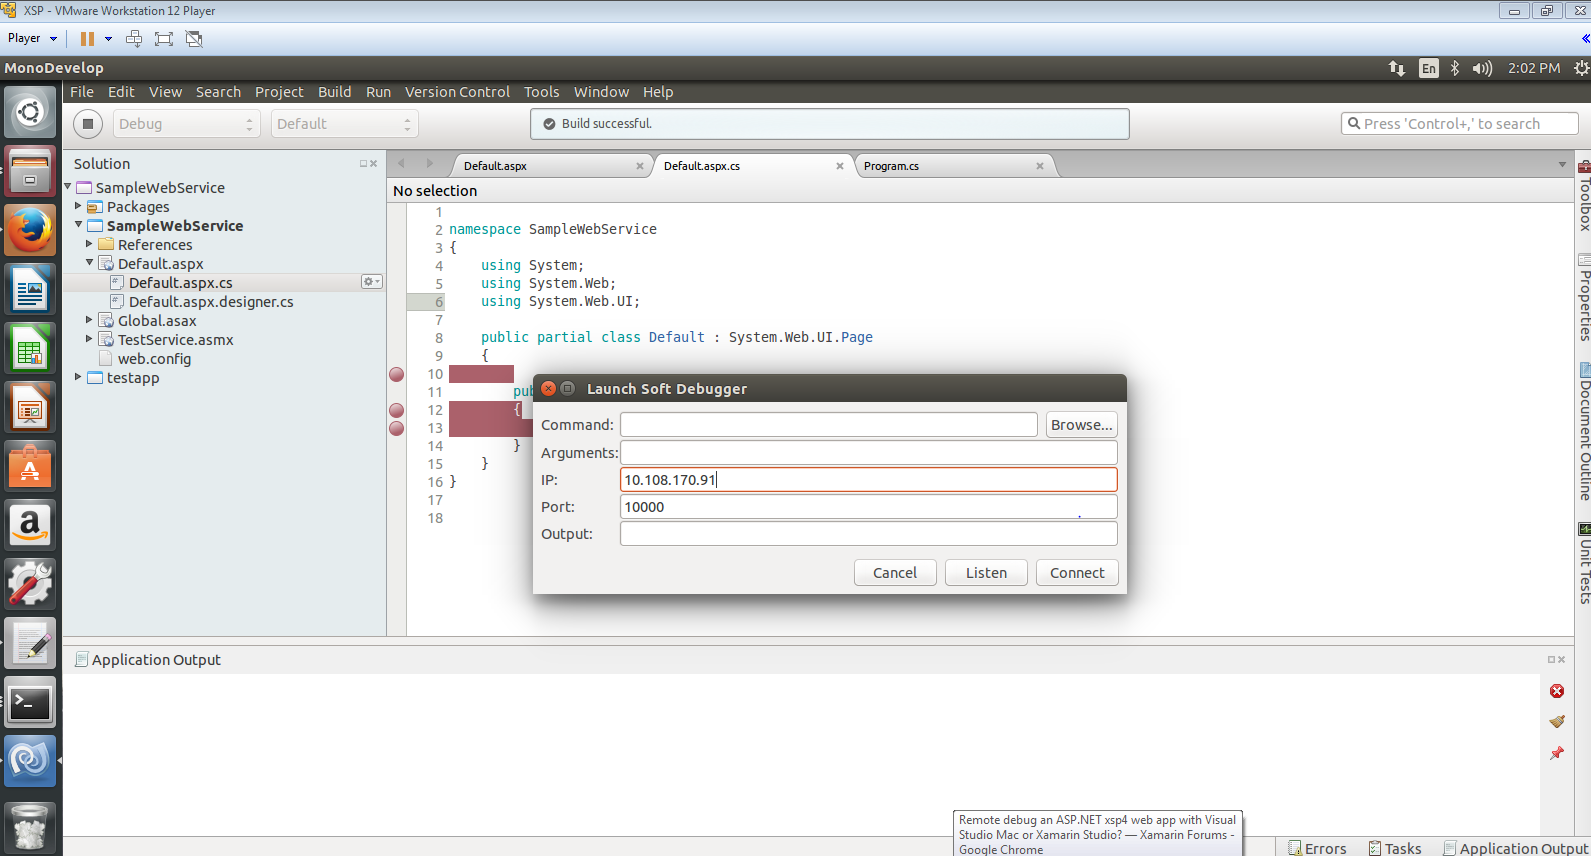 XSP - VMware Workstation 12 Player
Player
MonoDevelop
En
2:02 PM
File Edit View Search Project Build Run Version Control Tools Window Help
Debug
Default
Build successful.
Press 'Control+,' to search
Solution
SampleWebService
Packages
SampleWebService
References
Default.aspx
Default.aspx.cs
Default.aspx.designer.cs
Global.asax
TestService.asmx
web.config
testapp
Default.aspx
Default.aspx.cs
Program.cs
No selection
1
2 namespace SampleWebService
3 {
4 using System;
5 using System.Web;
6 using System.Web.UI;
7
8 public partial class Default : System.Web.UI.Page
9 {
10
11 pub
12 {
13
14 }
15 }
16 }
17
18
Launch Soft Debugger
Command:
Browse...
Arguments:
IP: 10.108.170.91
Port: 10000
Output:
Cancel Listen Connect
Toolbox
Properties
Document Outline
Unit Tests
Application Output
Remote debug an ASP.NET xsp4 web app with Visual
Studio Mac or Xamarin Studio? — Xamarin Forums -
Google Chrome
Errors Tasks Application Output